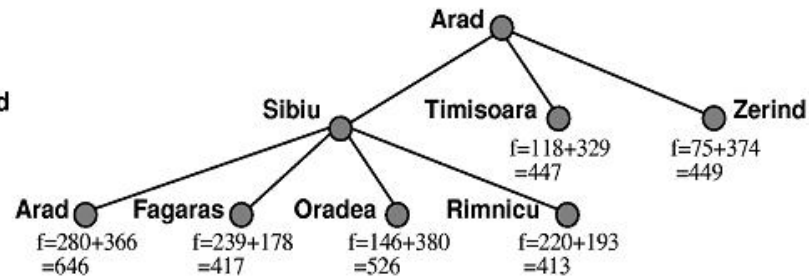 Arad
d
Sibiu
Timisoara
Zerind
f=118+329
=447
f=75+374
=449
Arad
Fagaras
Oradea
Rimnicu
f=280+366
=646
f=239+178
=417
f=146+380
=526
f=220+193
=413